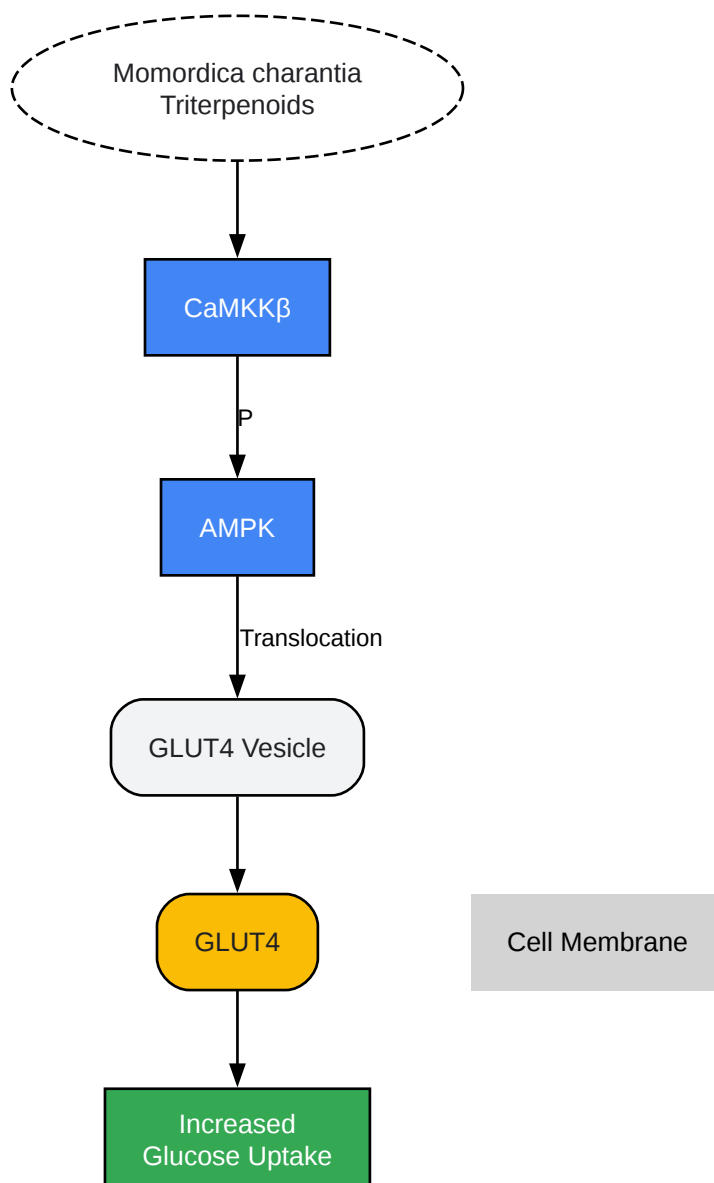 Momordica charantia
Triterpenoids
CaMKKβ
P
AMPK
Translocation
GLUT4 Vesicle
GLUT4
Cell Membrane
Increased
Glucose Uptake